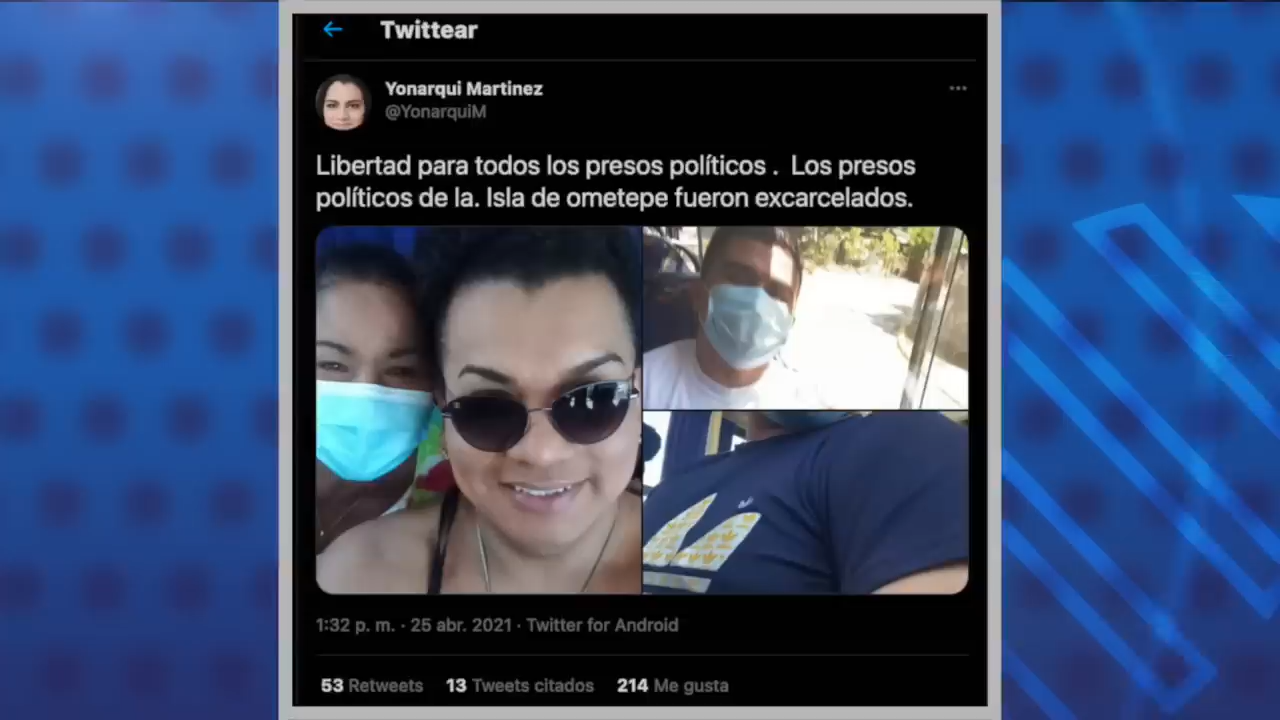 Twittear
Yonarqui Martinez
@YonarquiM
Libertad para todos los presos políticos . Los presos
políticos de la. Isla de ometepe fueron excarcelados.
1:32 p. m. · 25 abr. 2021 · Twitter for Android
53 Retweets 13 Tweets citados 214 Me gusta